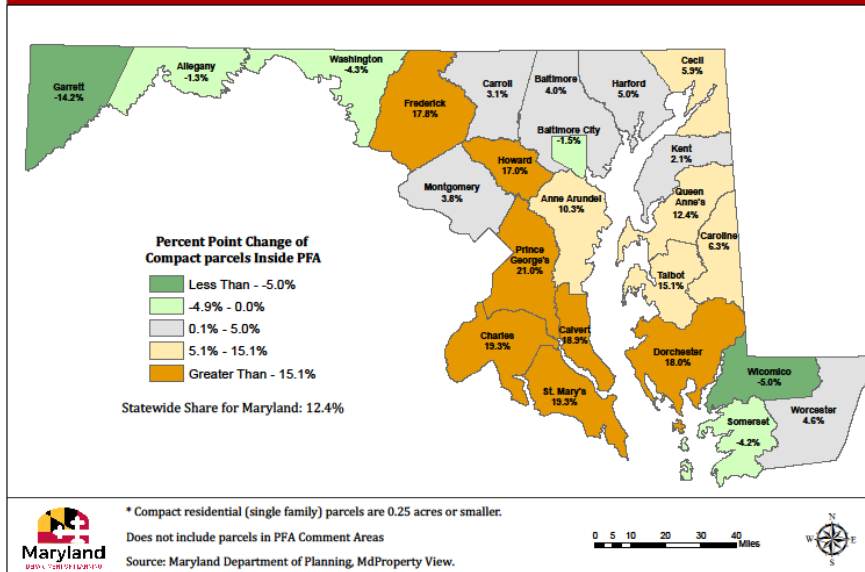 Garrett
-14.2%
Allegany
-1.3%
Washington
-4.3%
Frederick
17.8%
Carroll
3.1%
Baltimore
4.0%
Harford
5.0%
Cecil
5.9%
Baltimore City
-1.5%
Howard
17.0%
Montgomery
3.8%
Kent
2.1%
Queen
Anne's
12.4%
Anne Arundel
10.3%
Caroline
6.3%
Prince
George's
21.0%
Talbot
15.1%
Charles
19.3%
Calvert
18.9%
Dorchester
18.0%
St. Mary's
19.3%
Wicomico
-5.0%
Somerset
-4.2%
Worcester
4.6%
Percent Point Change of
Compact parcels Inside PFA
Less Than - -5.0%
-4.9% - 0.0%
0.1% - 5.0%
5.1% - 15.1%
Greater Than - 15.1%
Statewide Share for Maryland: 12.4%
* Compact residential (single family) parcels are 0.25 acres or smaller.
Does not include parcels in PFA Comment Areas
Source: Maryland Department of Planning, MdProperty View.
Maryland
DEPARTMENT OF PLANNING
0 5 10 20 30 40
Miles
N
W E
S